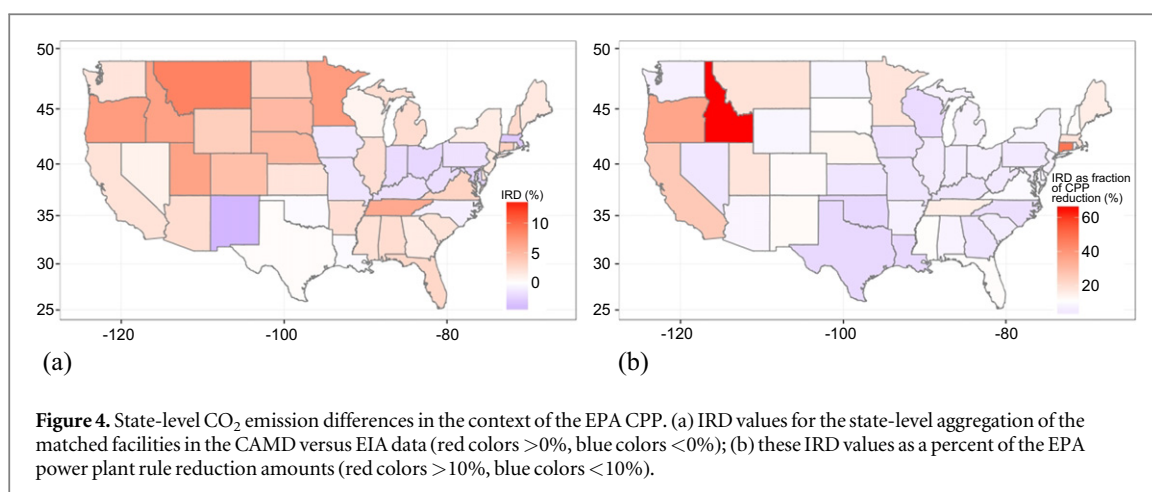 50
45
40
35
30
25
-120
-100
-80
IRD (%)
10
5
0
(a)
50
45
40
35
30
25
-120
-100
-80
IRD as fraction
of CPP
reduction (%)
60
40
20
(b)
Figure 4. State-level CO₂ emission differences in the context of the EPA CPP. (a) IRD values for the state-level aggregation of the
matched facilities in the CAMD versus EIA data (red colors >0%, blue colors <0%); (b) these IRD values as a percent of the EPA
power plant rule reduction amounts (red colors >10%, blue colors <10%).